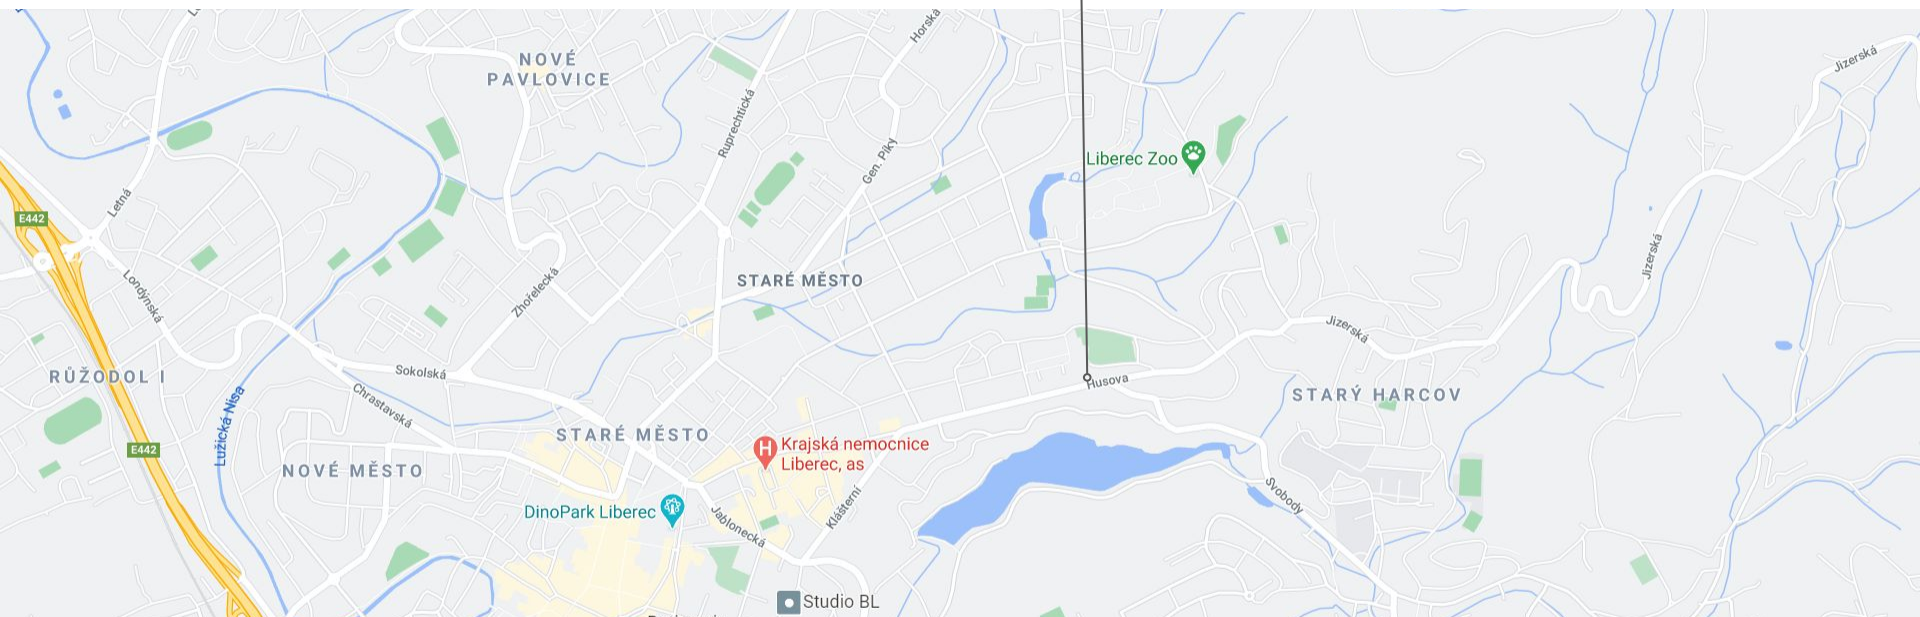 Horská
NOVÉ
PAVLOVICE
Jizerská
Ruprechtická
Gen. Píky
Liberec Zoo
Letná
E442
Londýnská
Zhořelecká
STARÉ MĚSTO
Jizerská
Jizerská
RŮŽODOL I
Sokolská
Chrastavská
Husova
STARÝ HARCOV
Lužická Nisa
STARÉ MĚSTO
E442
NOVÉ MĚSTO
Krajská nemocnice
Liberec, as
DinoPark Liberec
Jablonecká
Klášterní
Svobody
Studio BL